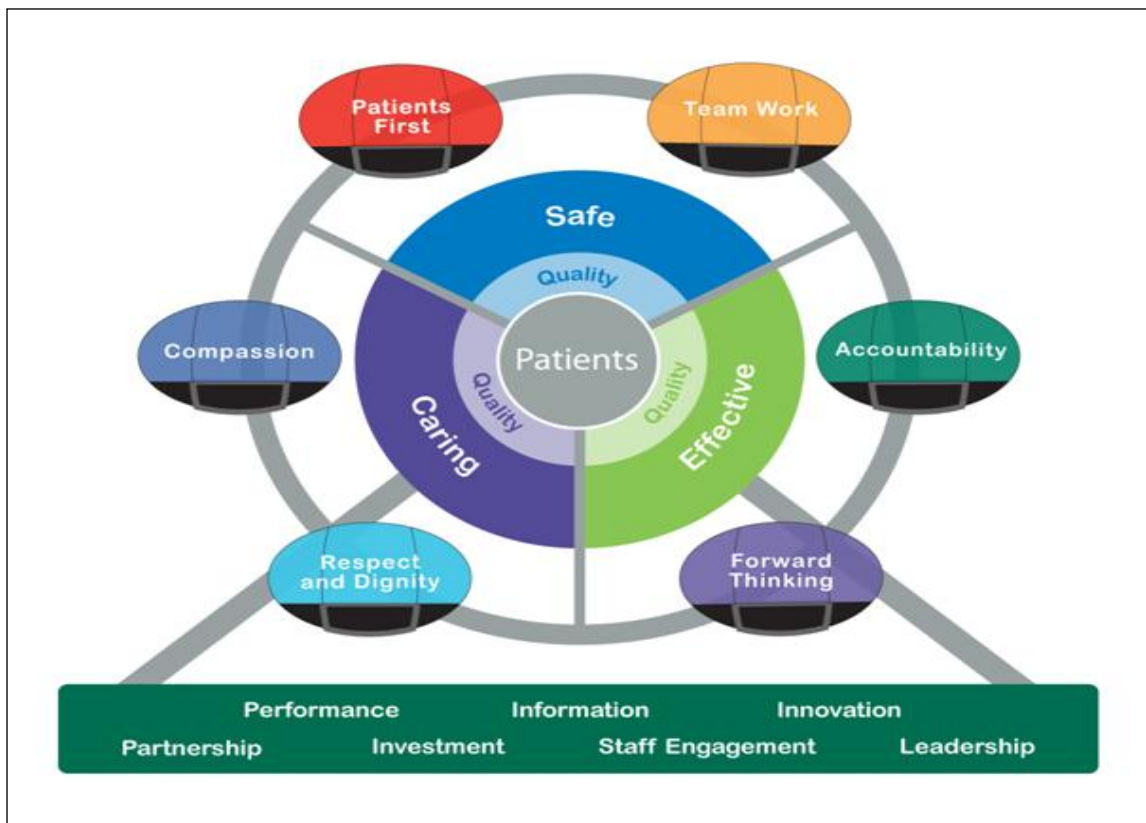 Patients
First
Team Work
Safe
Quality
Compassion
Patients
Accountability
Quality
Quality
Caring
Effective
Respect
and Dignity
Forward
Thinking
Performance Information Innovation
Partnership Investment Staff Engagement Leadership